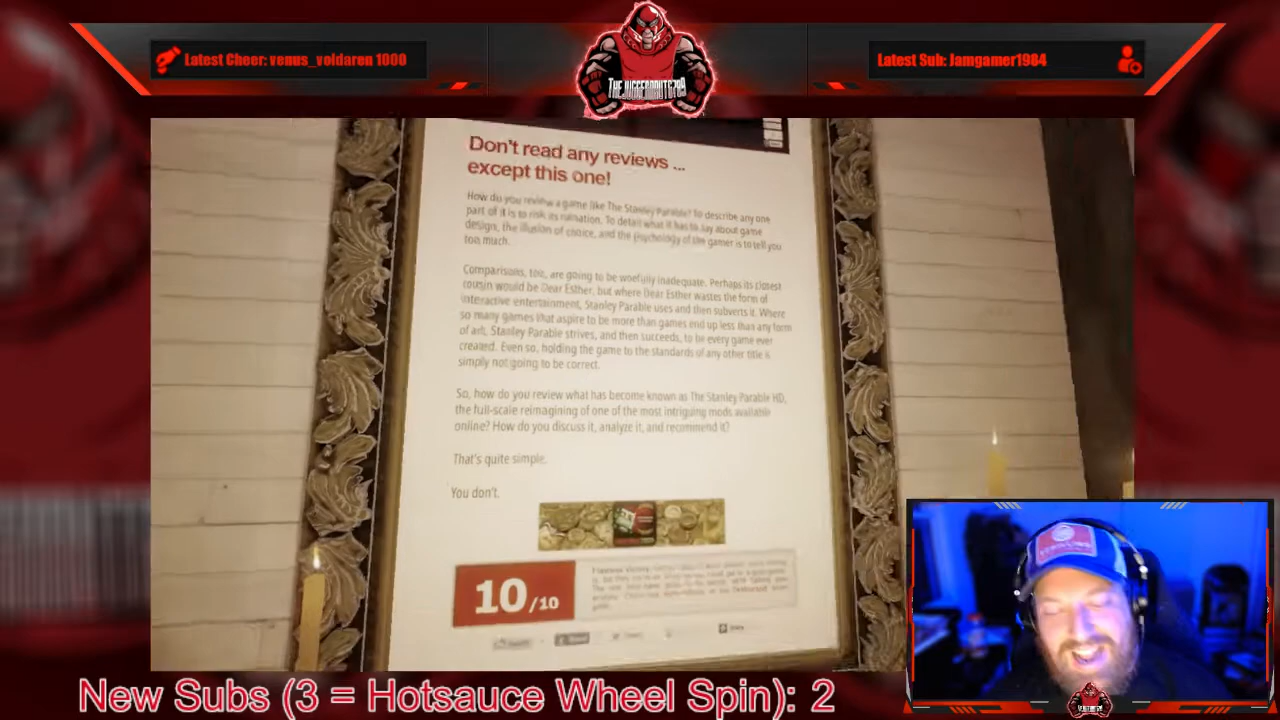 Latest Cheer: venus_voldaren 1000
Latest Sub: Jamgamer1984
Don't read any reviews ...
except this one!
How do you review a game like The Stanley Parable? To describe any one
part of it is to risk its ruination. To detail what it has to say about game
design, the illusion of choice, and the psychology of the gamer is to tell you
too much.
Comparisons, too, are going to be woefully inadequate. Perhaps its closest
cousin would be Dear Esther, but where Dear Esther wastes the form of
interactive entertainment, Stanley Parable uses and then subverts it. Where
so many games that aspire to be more than games end up less than any form
of art, Stanley Parable strives, and then succeeds, to be every game ever
created. Even so, holding the game to the standards of any other title is
simply not going to be correct.
So, how do you review what has become known as The Stanley Parable HD,
the full-scale reimagining of one of the most intriguing mods available
online? How do you discuss it, analyze it, and recommend it?
That's quite simple.
You don't.
10/10
New Subs (3 = Hotsauce Wheel Spin): 2